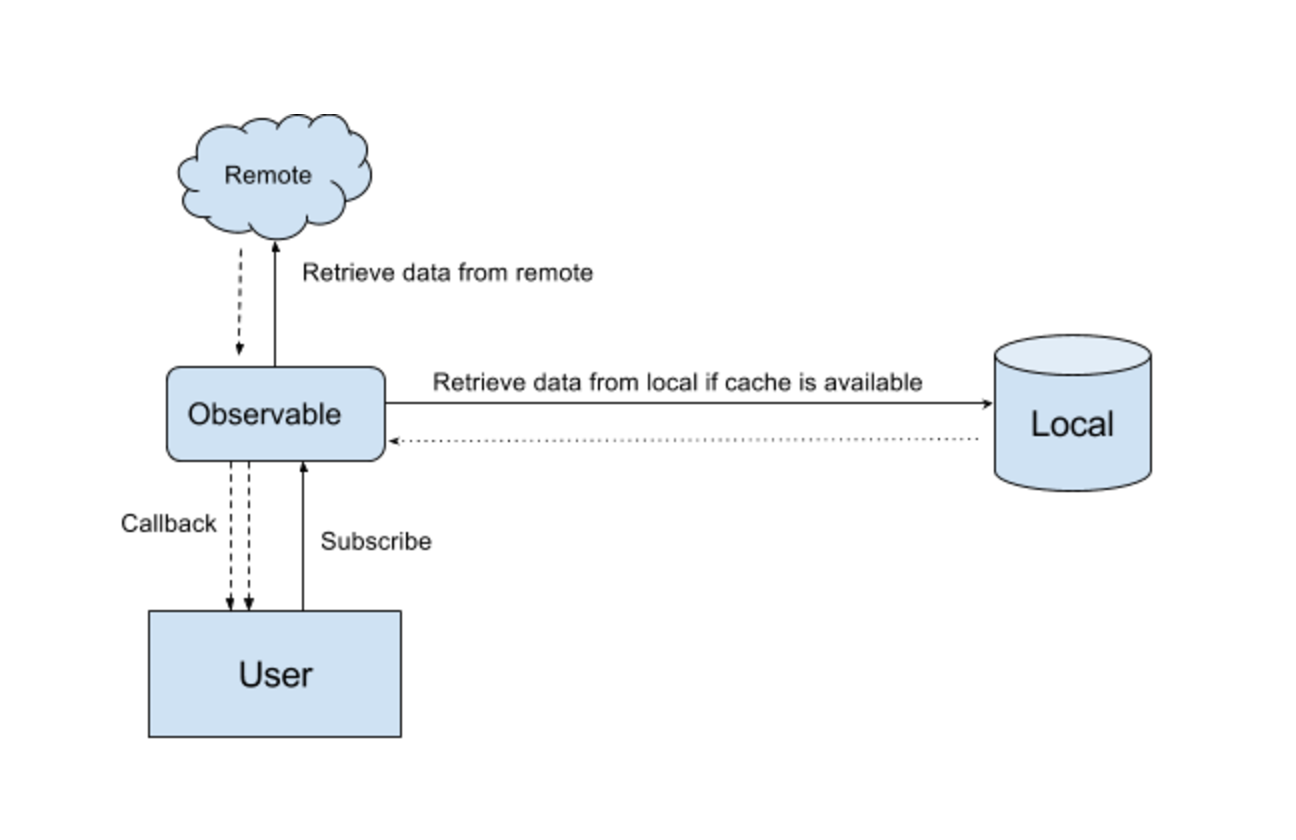 Remote
Retrieve data from remote
Retrieve data from local if cache is available
Observable
Local
Callback
Subscribe
User